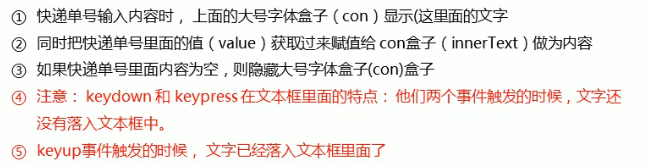 ① 快递单号输入内容时，上面的大号字体盒子（con）显示(这里面的文字
② 同时把快递单号里面的值（value）获取过来赋值给 con盒子（innerText）做为内容
③ 如果快递单号里面内容为空，则隐藏大号字体盒子(con)盒子
④ 注意： keydown 和 keypress 在文本框里面的特点：他们两个事件触发的时候，文字还
没有落入文本框中。
⑤ keyup事件触发的时候， 文字已经落入文本框里面了